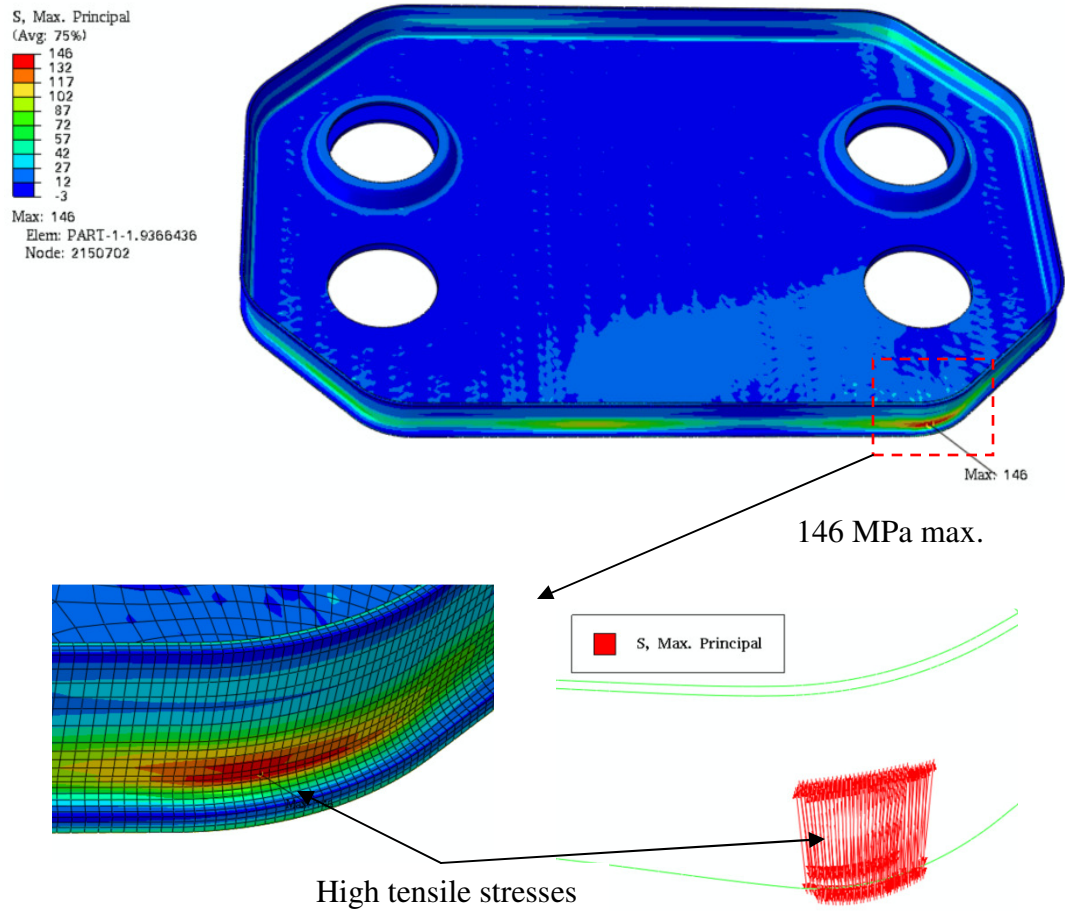 S, Max. Principal
(Avg: 75%)
146
132
117
102
87
72
57
42
27
12
-3
Max: 146
Elem: PART-1-1.9366436
Node: 2150702
Max: 146
146 MPa max.
S, Max. Principal
High tensile stresses